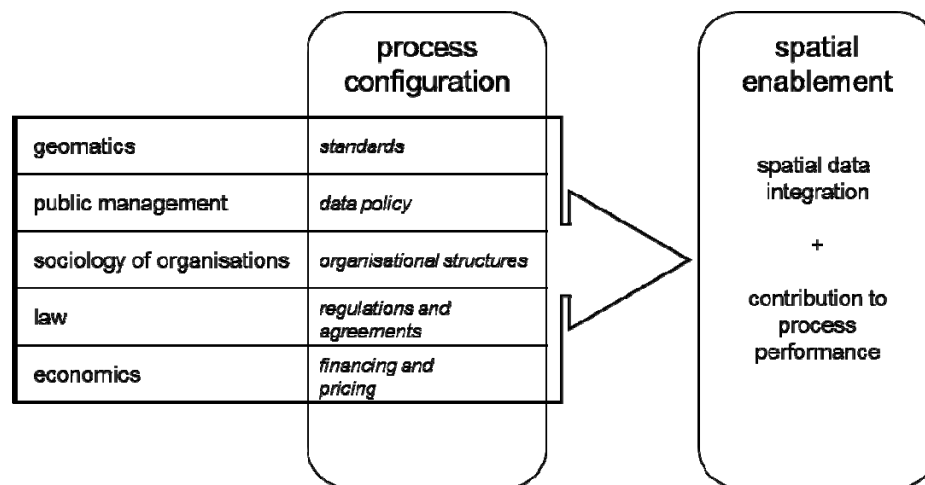 process
configuration
geomatics
standards
public management
data policy
sociology of organisations
organisational structures
law
regulations and
agreements
economics
financing and
pricing
spatial
enablement
spatial data
integration
+
contribution to
process
performance